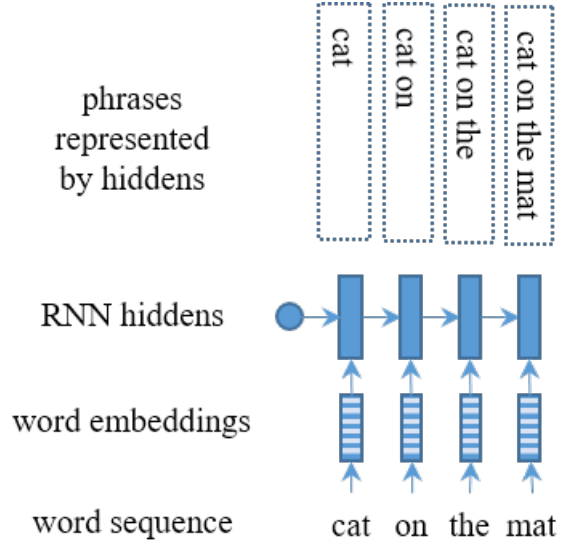 phrases
represented
by hiddens
cat
cat on
cat on the
cat on the mat
RNN hiddens
word embeddings
word sequence
cat on the mat